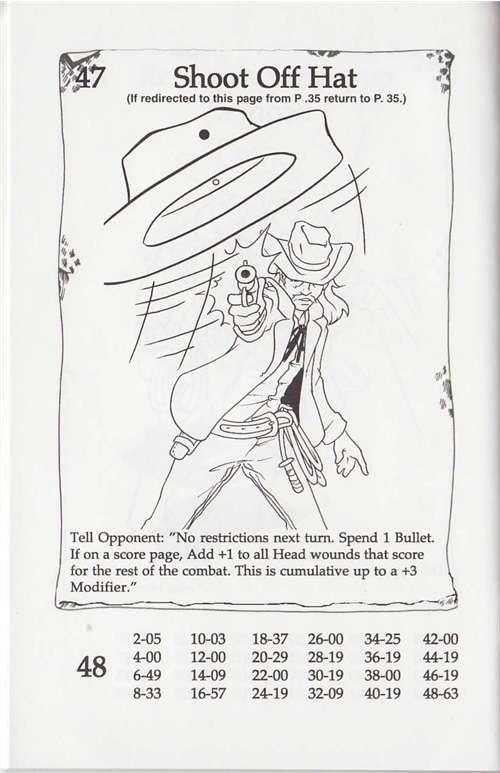 47 Shoot Off Hat
(If redirected to this page from P .35 return to P. 35.)
Tell Opponent: "No restrictions next turn. Spend 1 Bullet.
If on a score page, Add +1 to all Head wounds that score
for the rest of the combat. This is cumulative up to a +3
Modifier."
48
2-05 10-03 18-37 26-00 34-25 42-00
4-00 12-00 20-29 28-19 36-19 44-19
6-49 14-09 22-00 30-19 38-00 46-19
8-33 16-57 24-19 32-09 40-19 48-63